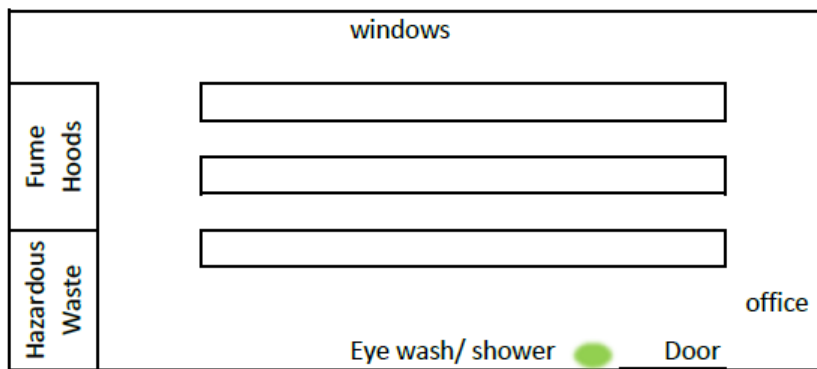 windows
Fume
Hoods
Hazardous
Waste
office
Eye wash/ shower
Door